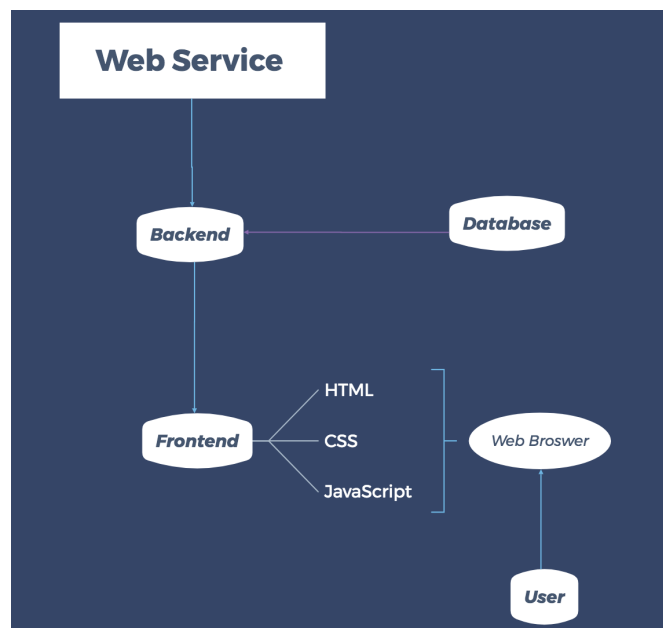 Web Service
Backend
Database
HTML
Frontend
CSS
Web Broswer
JavaScript
User